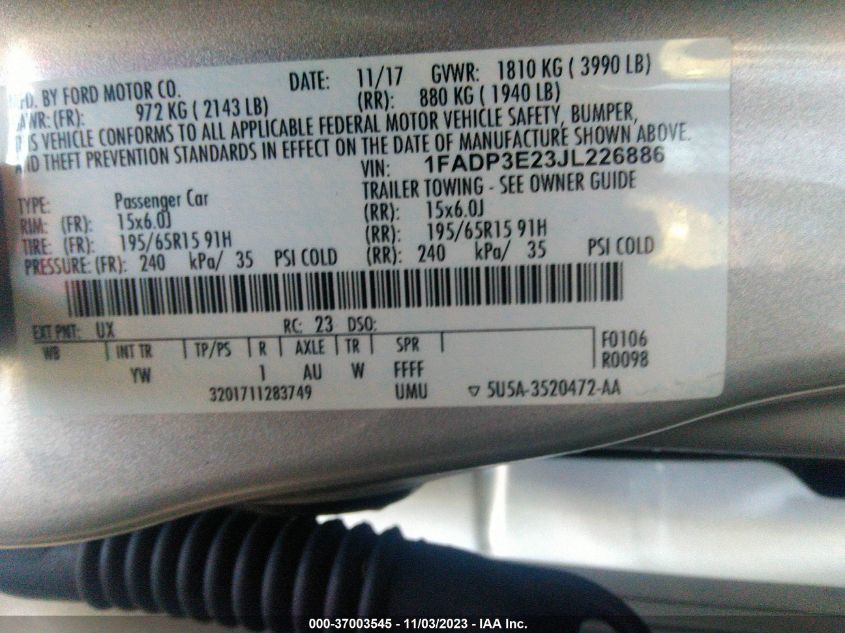 MFD. BY FORD MOTOR CO. DATE: 11/17 GVWR: 1810 KG ( 3990 LB)
GAWR: (FR): 972 KG ( 2143 LB) (RR): 880 KG ( 1940 LB)
THIS VEHICLE CONFORMS TO ALL APPLICABLE FEDERAL MOTOR VEHICLE SAFETY, BUMPER,
AND THEFT PREVENTION STANDARDS IN EFFECT ON THE DATE OF MANUFACTURE SHOWN ABOVE.
VIN: 1FADP3E23JL226886
TYPE: Passenger Car TRAILER TOWING - SEE OWNER GUIDE
RIM: (FR): 15x6.0J (RR): 15x6.0J
TIRE: (FR): 195/65R15 91H (RR): 195/65R15 91H
PRESSURE: (FR): 240 kPa/ 35 PSI COLD (RR): 240 kPa/ 35 PSI COLD
EXT PNT: UX RC: 23 DSO:
WB INT TR TP/PS R AXLE TR SPR F0106
YW 1 AU W FFFF R0098
3201711283749 UMU ▽ 5U5A-3520472-AA
000-37003545 - 11/03/2023 - IAA Inc.